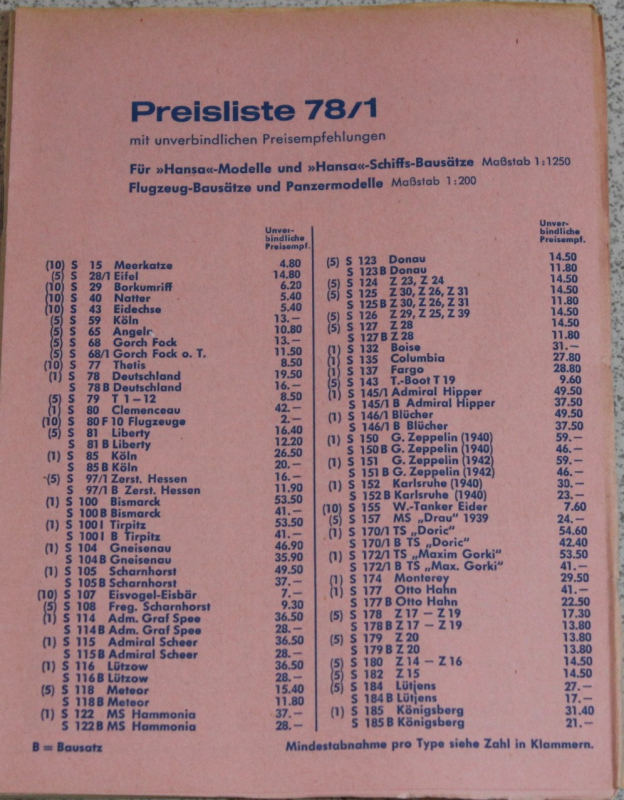 Preisliste 78/1
mit unverbindlichen Preisempfehlungen
Für »Hansa«-Modelle und »Hansa«-Schiffs-Bausätze Maßstab 1:1250
Flugzeug-Bausätze und Panzermodelle Maßstab 1:200
Unver-
bindliche
Preisempf.
(10) S 15 Meerkatze 4.80
(5) S 28/1 Eifel 14.80
(10) S 29 Borkumriff 6.20
(10) S 40 Natter 5.40
(10) S 43 Eidechse 5.40
(5) S 59 Köln 13.—
(5) S 65 Angeln 10.80
(5) S 68 Gorch Fock 13.—
(5) S 68/1 Gorch Fock o. T. 11.50
(10) S 77 Thetis 8.50
(1) S 78 Deutschland 19.50
S 78 B Deutschland 16.—
(5) S 79 T 1—12 8.50
(1) S 80 Clemenceau 42.—
(10) S 80 F 10 Flugzeuge 2.—
(5) S 81 Liberty 16.40
S 81 B Liberty 12.20
(1) S 85 Köln 26.50
S 85 B Köln 20.—
(5) S 97/1 Zerst. Hessen 16.—
S 97/1 B Zerst. Hessen 11.90
(1) S 100 Bismarck 53.50
S 100 B Bismarck 41.—
(1) S 100 I Tirpitz 53.50
S 100 I B Tirpitz 41.—
(1) S 104 Gneisenau 46.90
S 104 B Gneisenau 35.90
(1) S 105 Scharnhorst 49.50
S 105 B Scharnhorst 37.—
(10) S 107 Eisvogel-Eisbär 7.—
(5) S 108 Freg. Scharnhorst 9.30
(1) S 114 Adm. Graf Spee 36.50
S 114 B Adm. Graf Spee 28.—
(1) S 115 Admiral Scheer 36.50
S 115 B Admiral Scheer 28.—
(1) S 116 Lützow 36.50
S 116 B Lützow 28.—
(5) S 118 Meteor 15.40
S 118 B Meteor 11.80
(1) S 122 MS Hammonia 37.—
S 122 B MS Hammonia 28.—
Unver-
bindliche
Preisempf.
(5) S 123 Donau 14.50
S 123 B Donau 11.80
(5) S 124 Z 23, Z 24 14.50
(5) S 125 Z 30, Z 26, Z 31 14.50
S 125 B Z 30, Z 26, Z 31 11.80
(5) S 126 Z 29, Z 25, Z 39 14.50
(5) S 127 Z 28 14.50
S 127 B Z 28 11.80
(1) S 132 Boise 31.—
(1) S 135 Columbia 27.80
(1) S 137 Fargo 28.80
(5) S 143 T.-Boot T 19 9.60
(1) S 145/1 Admiral Hipper 49.50
S 145/1 B Admiral Hipper 37.50
(1) S 146/1 Blücher 49.50
S 146/1 B Blücher 37.50
(1) S 150 G. Zeppelin (1940) 59.—
S 150 B G. Zeppelin (1940) 46.—
(1) S 151 G. Zeppelin (1942) 59.—
S 151 B G. Zeppelin (1942) 46.—
(1) S 152 Karlsruhe (1940) 30.—
S 152 B Karlsruhe (1940) 23.—
(10) S 155 W.-Tanker Eider 7.60
(5) S 157 MS „Drau“ 1939 24.—
(1) S 170/1 TS „Doric“ 54.60
S 170/1 B TS „Doric“ 42.40
(1) S 172/1 TS „Maxim Gorki“ 53.50
S 172/1 B TS „Max. Gorki“ 41.—
(1) S 174 Monterey 29.50
(1) S 177 Otto Hahn 41.—
S 177 B Otto Hahn 22.50
(5) S 178 Z 17 — Z 19 17.30
S 178 B Z 17 — Z 19 13.80
(5) S 179 Z 20 13.80
S 179 B Z 20 13.80
(5) S 180 Z 14 — Z 16 14.50
(5) S 182 Z 15 14.50
(5) S 184 Lütjens 27.—
S 184 B Lütjens 17.—
(1) S 185 Königsberg 31.40
S 185 B Königsberg 21.—
B = Bausatz
Mindestabnahme pro Type siehe Zahl in Klammern.